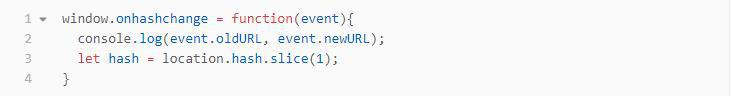 1 window.onhashchange = function(event){
2   console.log(event.oldURL, event.newURL);
3   let hash = location.hash.slice(1);
4 }